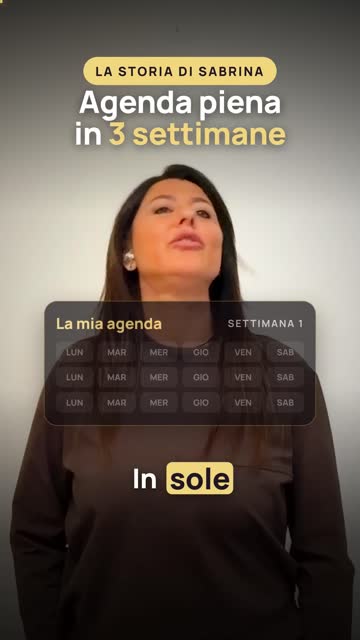 LA STORIA DI SABRINA
Agenda piena
in 3 settimane
La mia agenda SETTIMANA 1
LUN MAR MER GIO VEN SAB
LUN MAR MER GIO VEN SAB
LUN MAR MER GIO VEN SAB
In sole